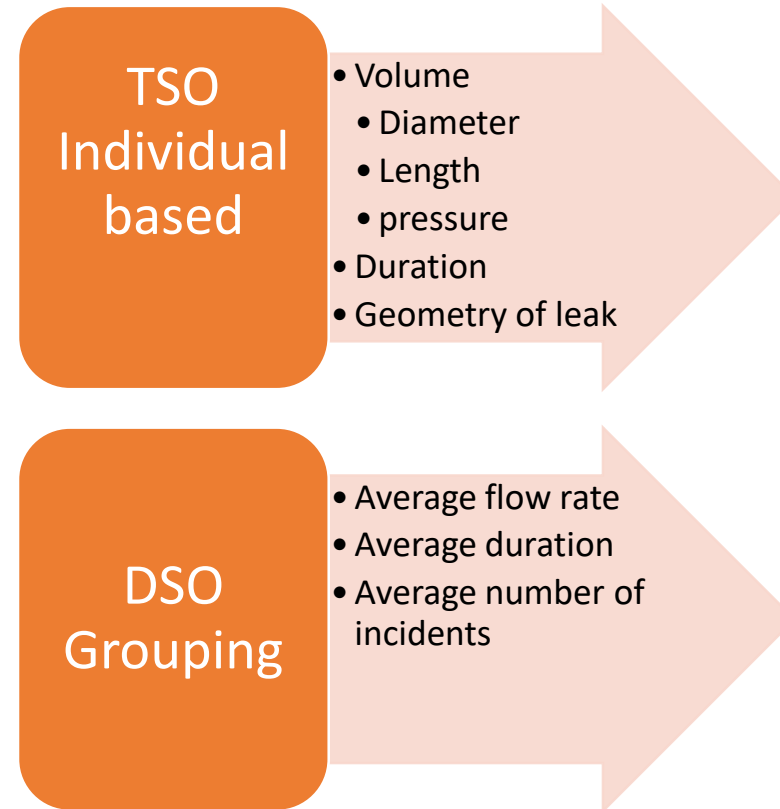 TSO
Individual
based
• Volume
• Diameter
• Length
• pressure
• Duration
• Geometry of leak
DSO
Grouping
• Average flow rate
• Average duration
• Average number of
incidents